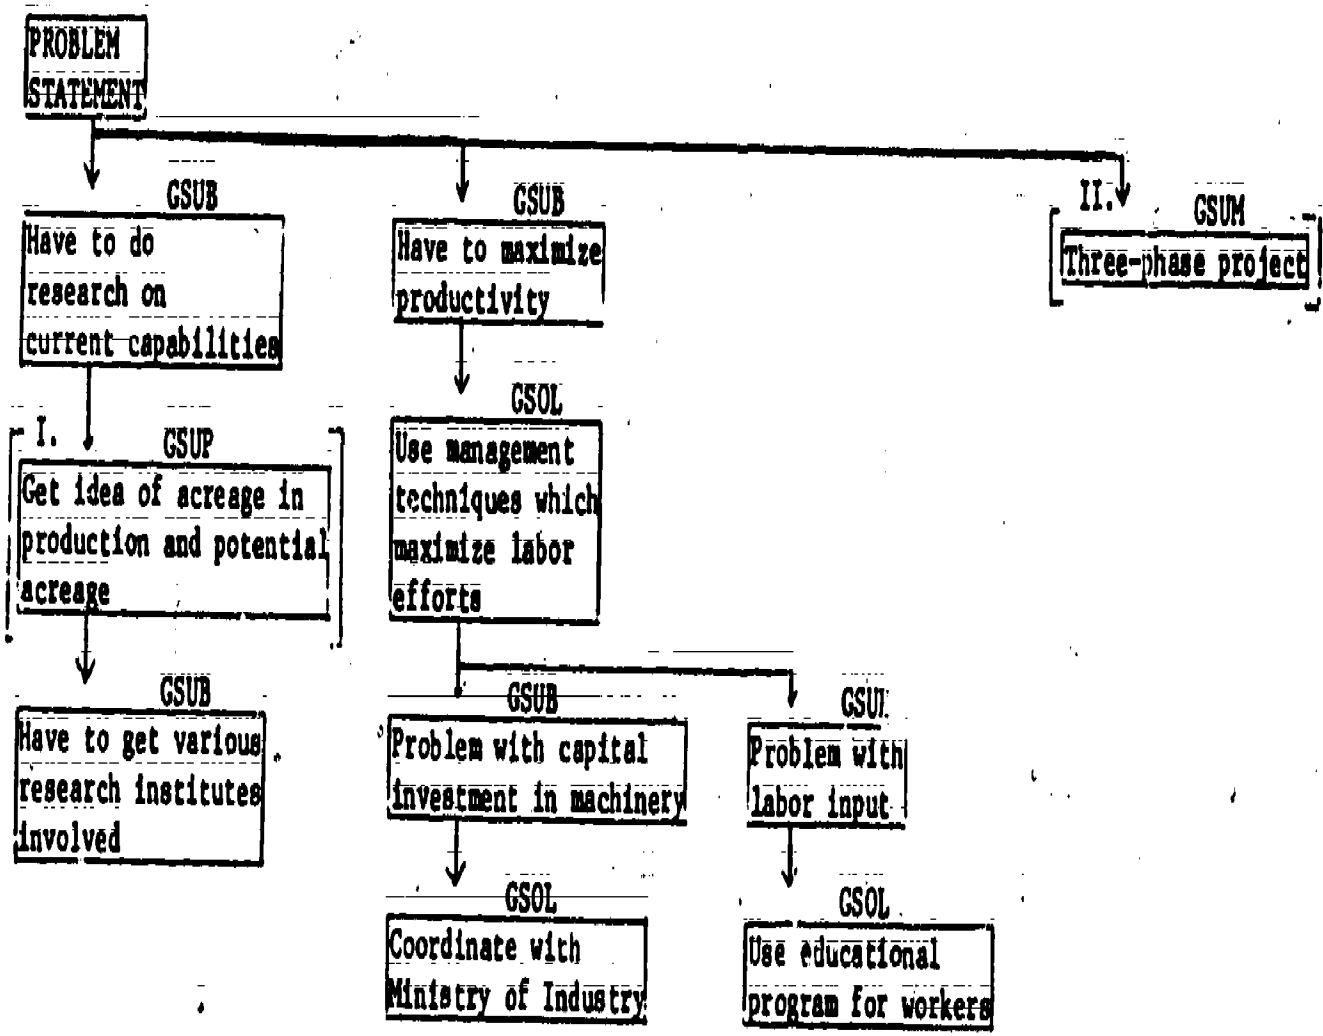 PROBLEM
STATEMENT
GSUB
Have to do
research on
current capabilities
I.
GSUP
Get idea of acreage in
production and potential
acreage
GSUB
Have to get various
research institutes
involved
GSUB
Have to maximize
productivity
GSOL
Use management
techniques which
maximize labor
efforts
GSUB
Problem with capital
investment in machinery
GSOL
Coordinate with
Ministry of Industry
Problem with
labor input
GSOL
Use educational
program for workers
II.
GSUM
Three-phase project